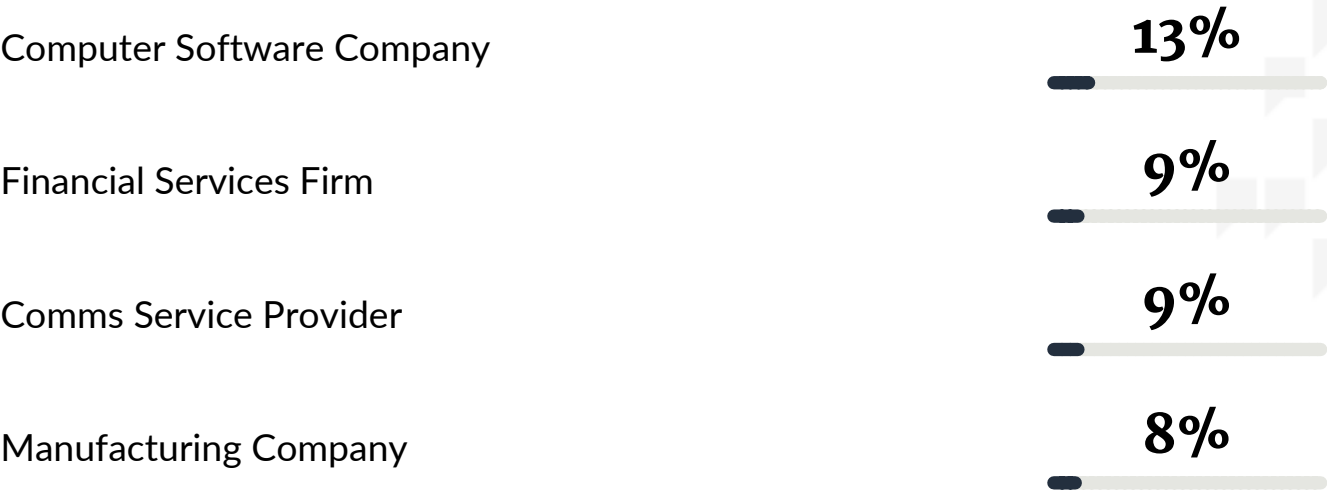 Computer Software Company 13%
Financial Services Firm 9%
Comms Service Provider 9%
Manufacturing Company 8%